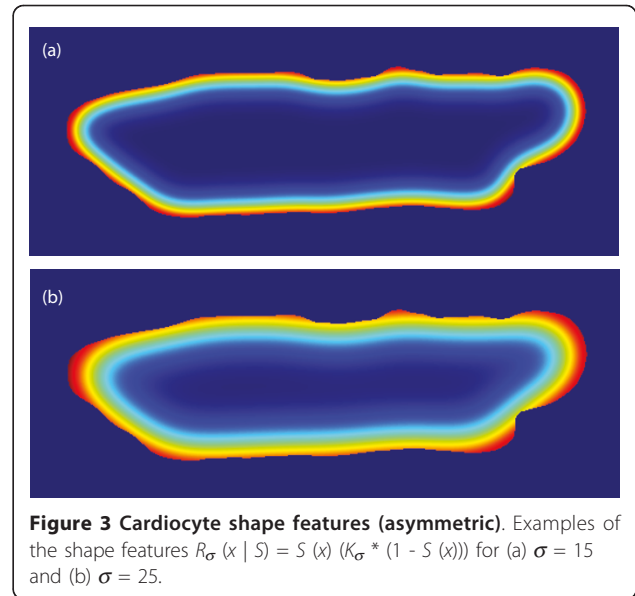 (a)
(b)
Figure 3 Cardiocyte shape features (asymmetric). Examples of
the shape features R𝝈 (x | S) = S (x) (K𝝈 * (1 - S (x))) for (a) 𝝈 = 15
and (b) 𝝈 = 25.